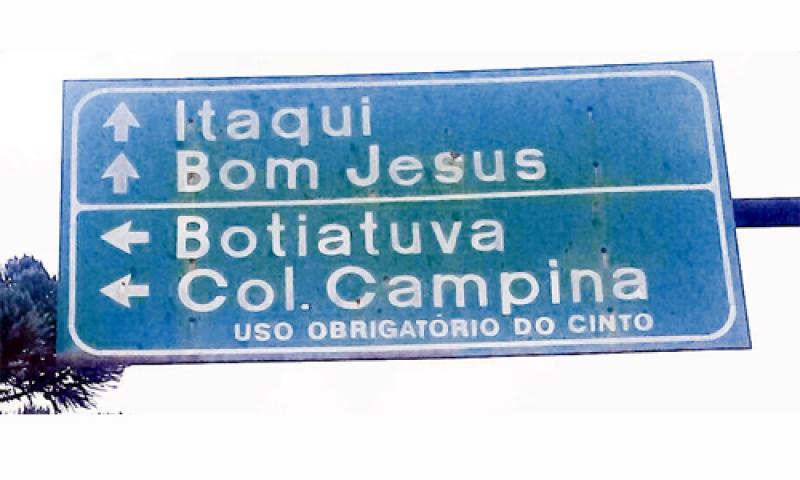 Itaqui
Bom Jesus
Botiatuva
Col. Campina
USO OBRIGATÓRIO DO CINTO